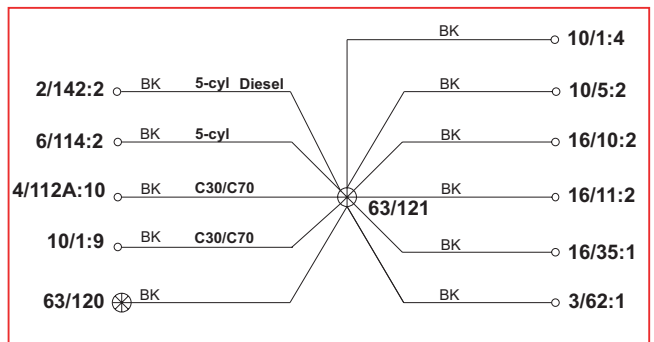 BK 10/1:4
2/142:2 BK 5-cyl Diesel BK 10/5:2
6/114:2 BK 5-cyl BK 16/10:2
4/112A:10 BK C30/C70 BK 16/11:2
63/121
10/1:9 BK C30/C70 BK 16/35:1
63/120 BK BK 3/62:1